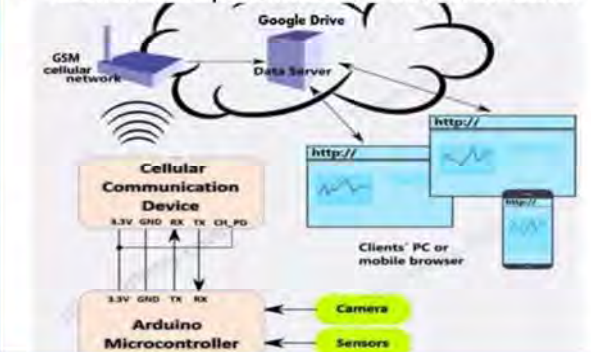 Google Drive
GSM
cellular
network
Data Server
http://
http://
http://
Cellular
Communication
Device
3.3V GND RX TX CH_PD
Clients' PC or
mobile browser
3.3V GND TX RX
Arduino
Microcontroller
Camera
Sensors